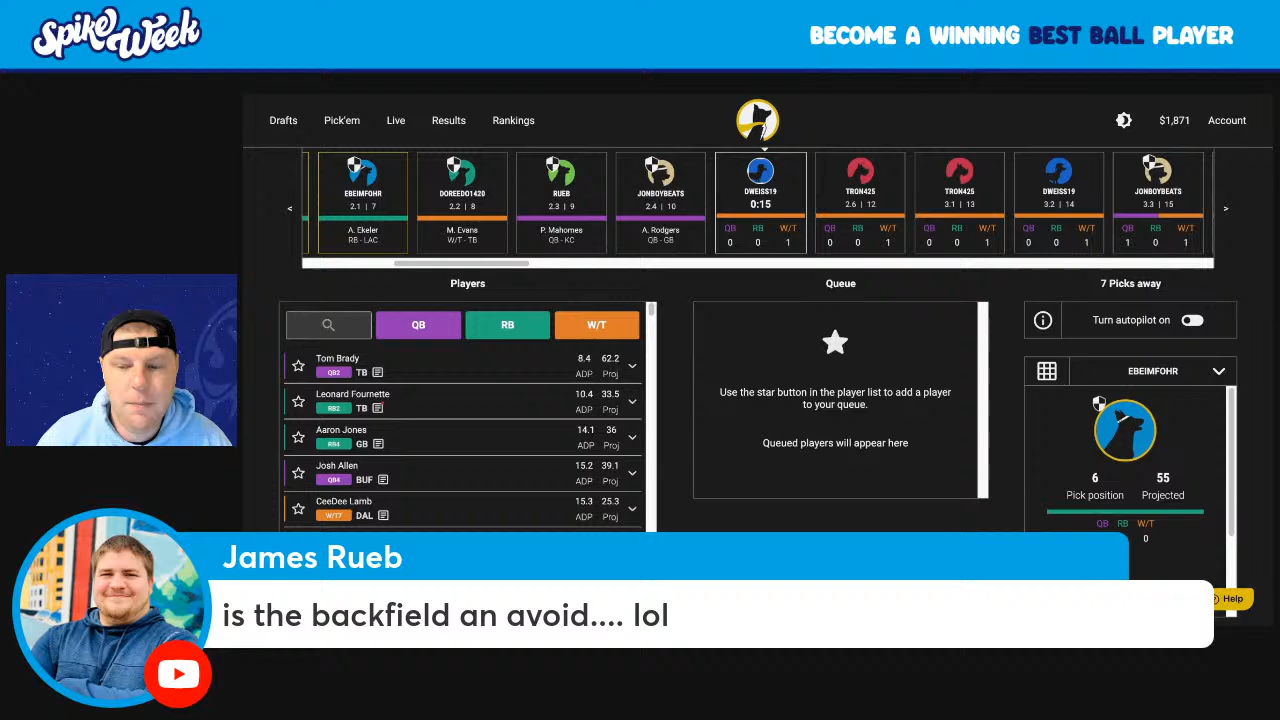 Spike Week
BECOME A WINNING BEST BALL PLAYER
Drafts Pick'em Live Results Rankings
$1,871 Account
<
EBEIMFOHR
2.1 | 7
A. Ekeler
RB - LAC
DOREEDO1420
2.2 | 8
M. Evans
W/T - TB
RUEB
2.3 | 9
P. Mahomes
QB - KC
JONBOYBEATS
2.4 | 10
A. Rodgers
QB - GB
DWEISS19
0:15
QB RB W/T
0 0 1
TRON425
2.6 | 12
QB RB W/T
0 0 1
TRON425
3.1 | 13
QB RB W/T
0 0 1
DWEISS19
3.2 | 14
QB RB W/T
0 0 1
JONBOYBEATS
3.3 | 15
QB RB W/T
1 0 1
>
Players
QB RB W/T
Tom Brady
QB2 TB
8.4 62.2
ADP Proj
Leonard Fournette
RB2 TB
10.4 33.5
ADP Proj
Aaron Jones
RB4 GB
14.1 36
ADP Proj
Josh Allen
QB4 BUF
15.2 39.1
ADP Proj
CeeDee Lamb
W/T7 DAL
15.3 25.3
ADP Proj
Queue
Use the star button in the player list to add a player
to your queue.
Queued players will appear here
7 Picks away
Turn autopilot on
EBEIMFOHR
6 55
Pick position Projected
QB RB W/T
0
Help
James Rueb
is the backfield an avoid.... lol